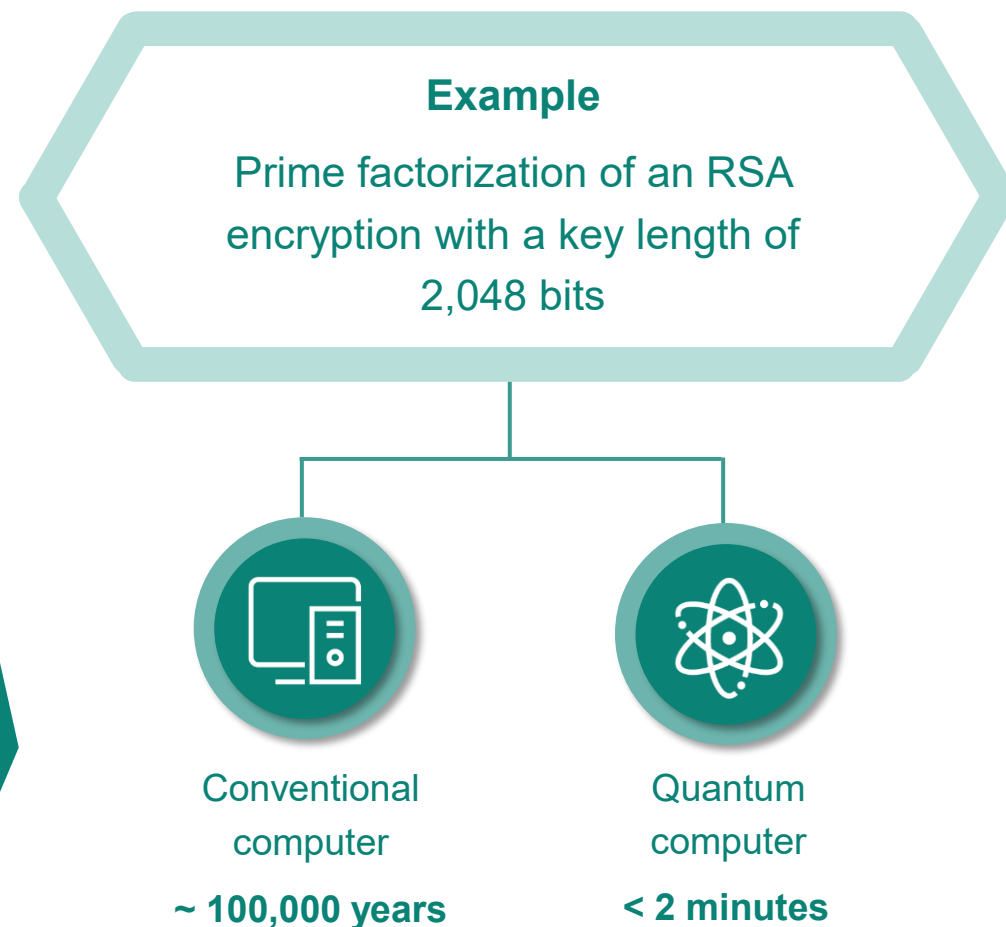 Example
Prime factorization of an RSA
encryption with a key length of
2,048 bits
Conventional
computer
~ 100,000 years
Quantum
computer
< 2 minutes